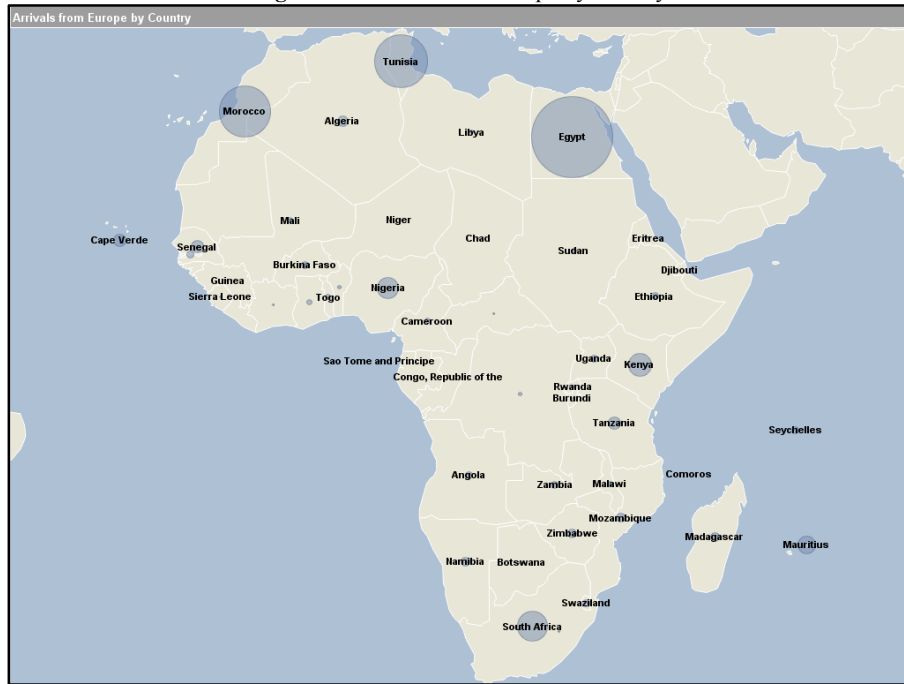 Arrivals from Europe by Country
Tunisia
Morocco
Algeria
Libya
Egypt
Mali
Niger
Chad
Sudan
Eritrea
Cape Verde
Senegal
Burkina Faso
Djibouti
Guinea
Nigeria
Ethiopia
Sierra Leone
Togo
Cameroon
Sao Tome and Principe
Uganda
Kenya
Congo, Republic of the
Rwanda
Burundi
Tanzania
Seychelles
Angola
Zambia
Malawi
Comoros
Mozambique
Zimbabwe
Madagascar
Mauritius
Namibia
Botswana
Swaziland
South Africa